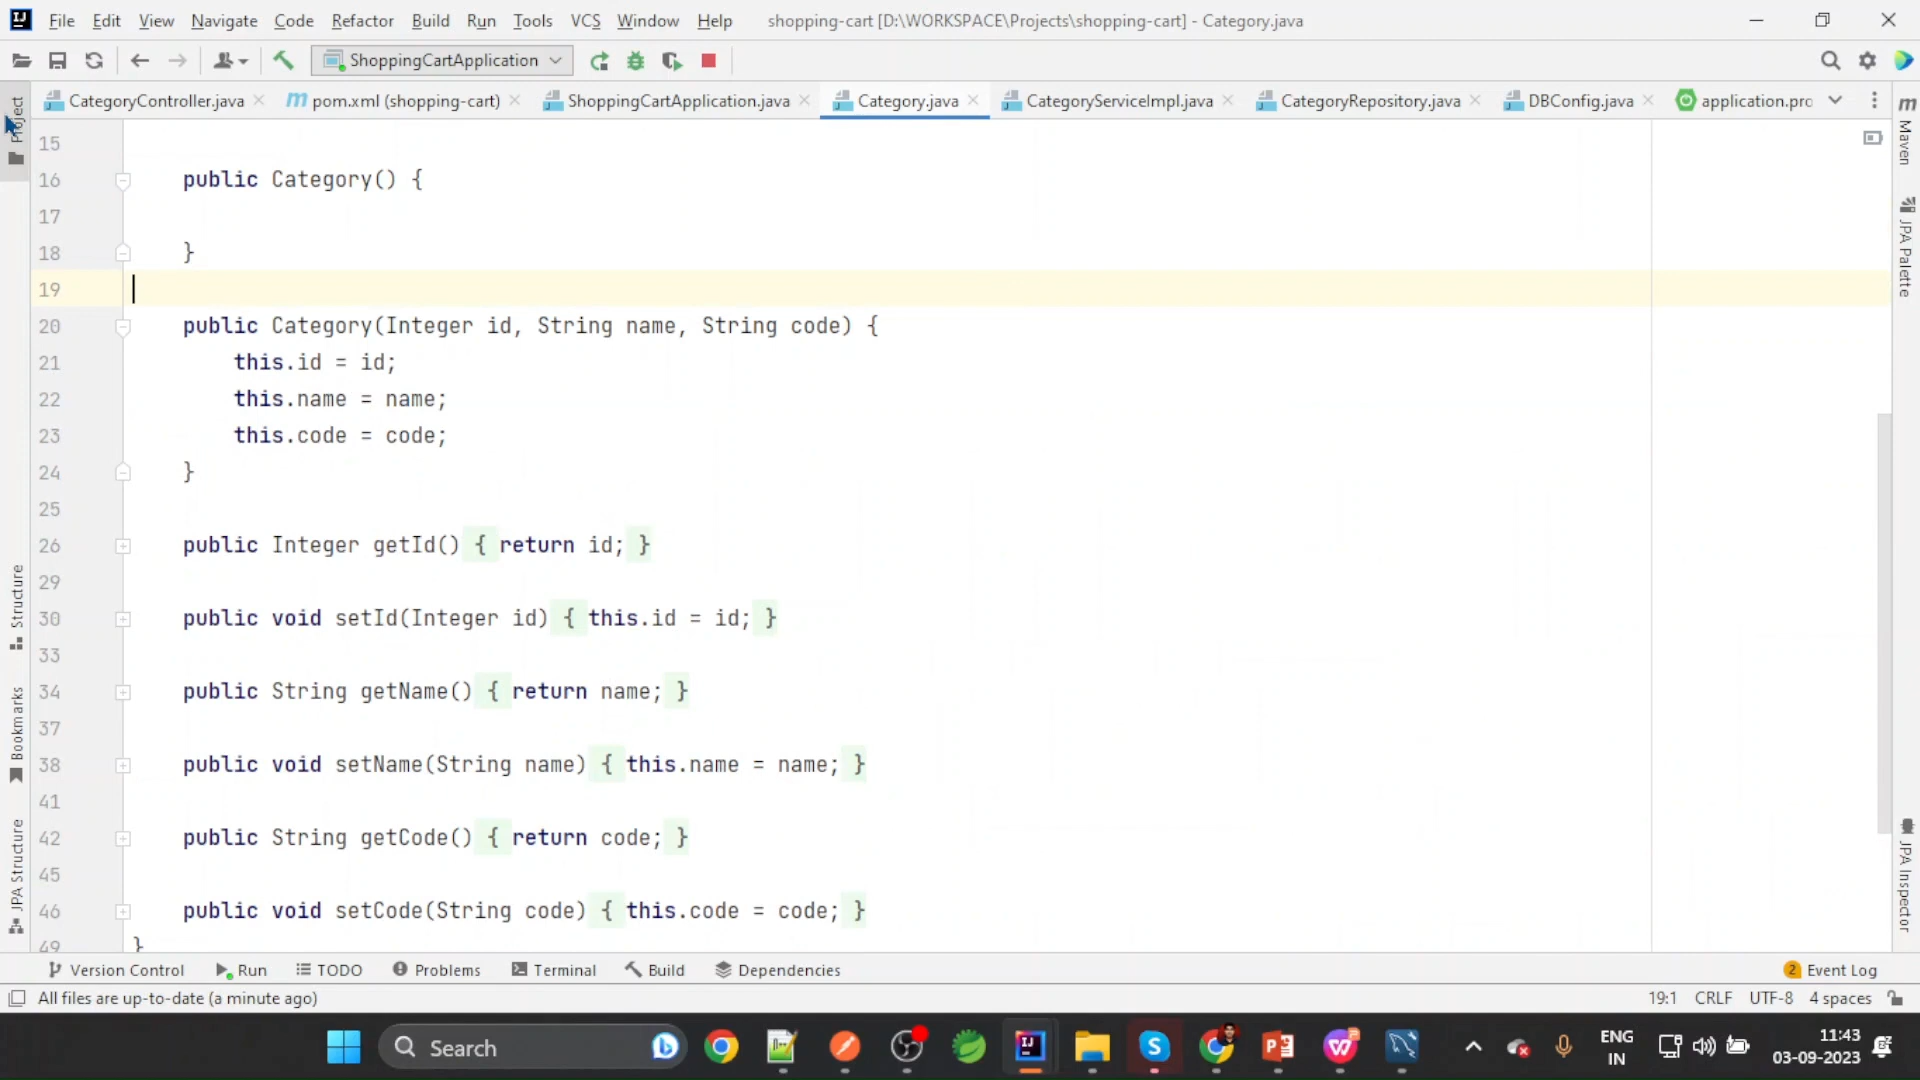 File Edit View Navigate Code Refactor Build Run Tools VCS Window Help shopping-cart [D:\WORKSPACE\Projects\shopping-cart] - Category.java
ShoppingCartApplication
CategoryController.java pom.xml (shopping-cart) ShoppingCartApplication.java Category.java CategoryServiceImpl.java CategoryRepository.java DBConfig.java application.pro
Project
Structure
Bookmarks
JPA Structure
15
16 public Category() {
17
18 }
19
20 public Category(Integer id, String name, String code) {
21 this.id = id;
22 this.name = name;
23 this.code = code;
24 }
25
26 public Integer getId() { return id; }
29
30 public void setId(Integer id) { this.id = id; }
33
34 public String getName() { return name; }
37
38 public void setName(String name) { this.name = name; }
41
42 public String getCode() { return code; }
45
46 public void setCode(String code) { this.code = code; }
49 }
Maven
JPA Palette
JPA Inspector
Version Control Run TODO Problems Terminal Build Dependencies 2 Event Log
All files are up-to-date (a minute ago) 19:1 CRLF UTF-8 4 spaces
Search
ENG
IN
11:43
03-09-2023